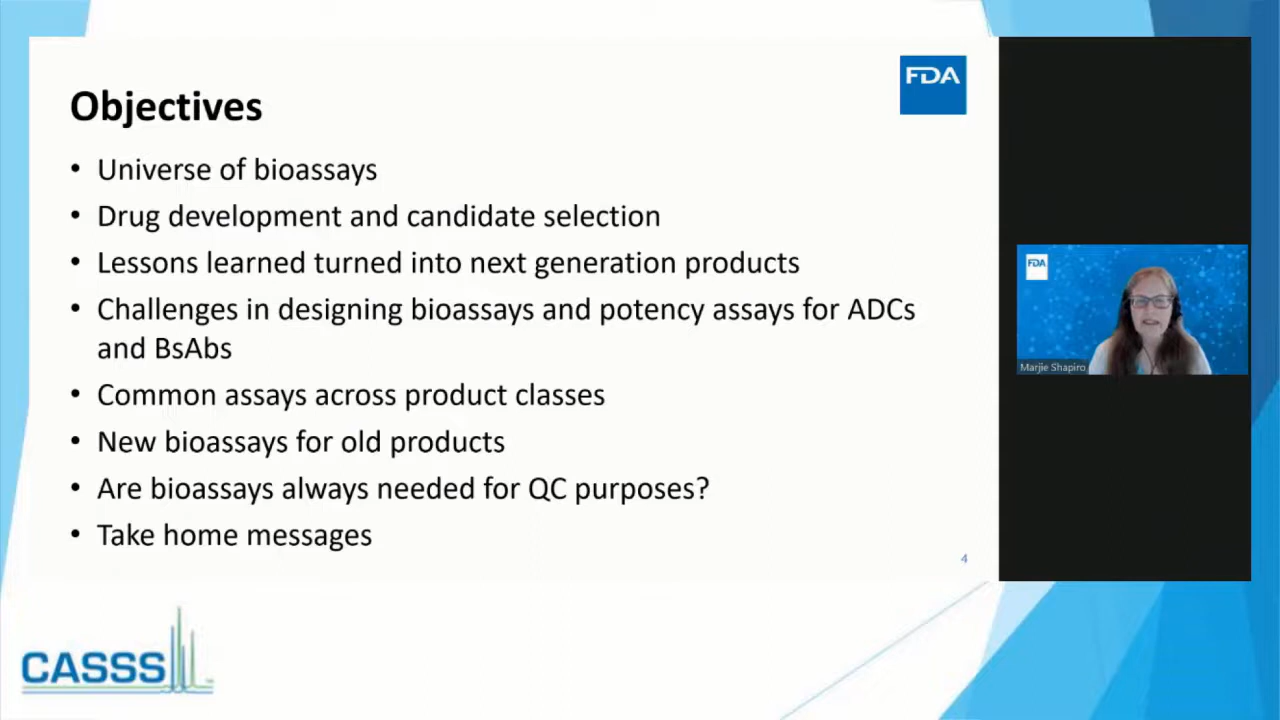 FDA
Objectives
• Universe of bioassays
• Drug development and candidate selection
• Lessons learned turned into next generation products
• Challenges in designing bioassays and potency assays for ADCs
and BsAbs
• Common assays across product classes
• New bioassays for old products
• Are bioassays always needed for QC purposes?
• Take home messages
4
FDA
Marjie Shapiro
CASSS